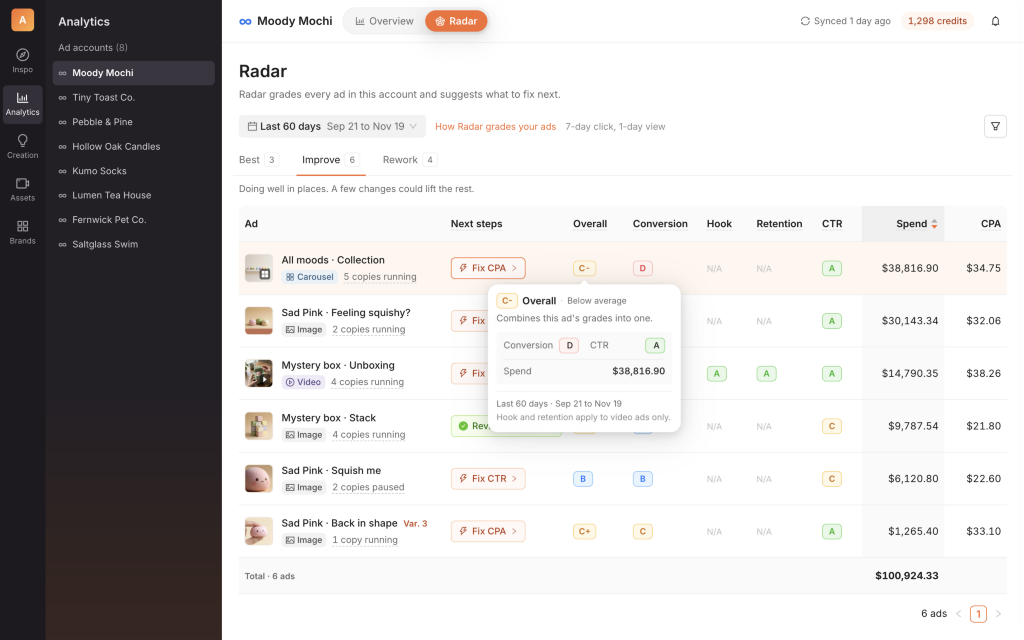 A
Inspo
Analytics
Creation
Assets
Brands
Analytics
Ad accounts (8)
Moody Mochi
Tiny Toast Co.
Pebble & Pine
Hollow Oak Candles
Kumo Socks
Lumen Tea House
Fernwick Pet Co.
Saltglass Swim
Moody Mochi Overview Radar Synced 1 day ago 1,298 credits
Radar
Radar grades every ad in this account and suggests what to fix next.
Last 60 days Sep 21 to Nov 19 How Radar grades your ads 7-day click, 1-day view
Best 3 Improve 6 Rework 4
Doing well in places. A few changes could lift the rest.
Ad Next steps Overall Conversion Hook Retention CTR Spend CPA
All moods · Collection
Carousel 5 copies running
Fix CPA C- D N/A N/A A $38,816.90 $34.75
Sad Pink · Feeling squishy?
Image 2 copies running
Fix N/A N/A A $30,143.34 $32.06
Mystery box · Unboxing
Video 4 copies running
Fix A A A $14,790.35 $38.26
Mystery box · Stack
Image 4 copies running
N/A N/A C $9,787.54 $21.80
Sad Pink · Squish me
Image 2 copies paused
Fix CTR B B N/A N/A C $6,120.80 $22.60
Sad Pink · Back in shape Var. 3
Image 1 copy running
Fix CPA C+ C N/A N/A A $1,265.40 $33.10
Total · 6 ads $100,924.33
6 ads 1
C- Overall · Below average
Combines this ad's grades into one.
Conversion D CTR A
Spend $38,816.90
Last 60 days · Sep 21 to Nov 19
Hook and retention apply to video ads only.